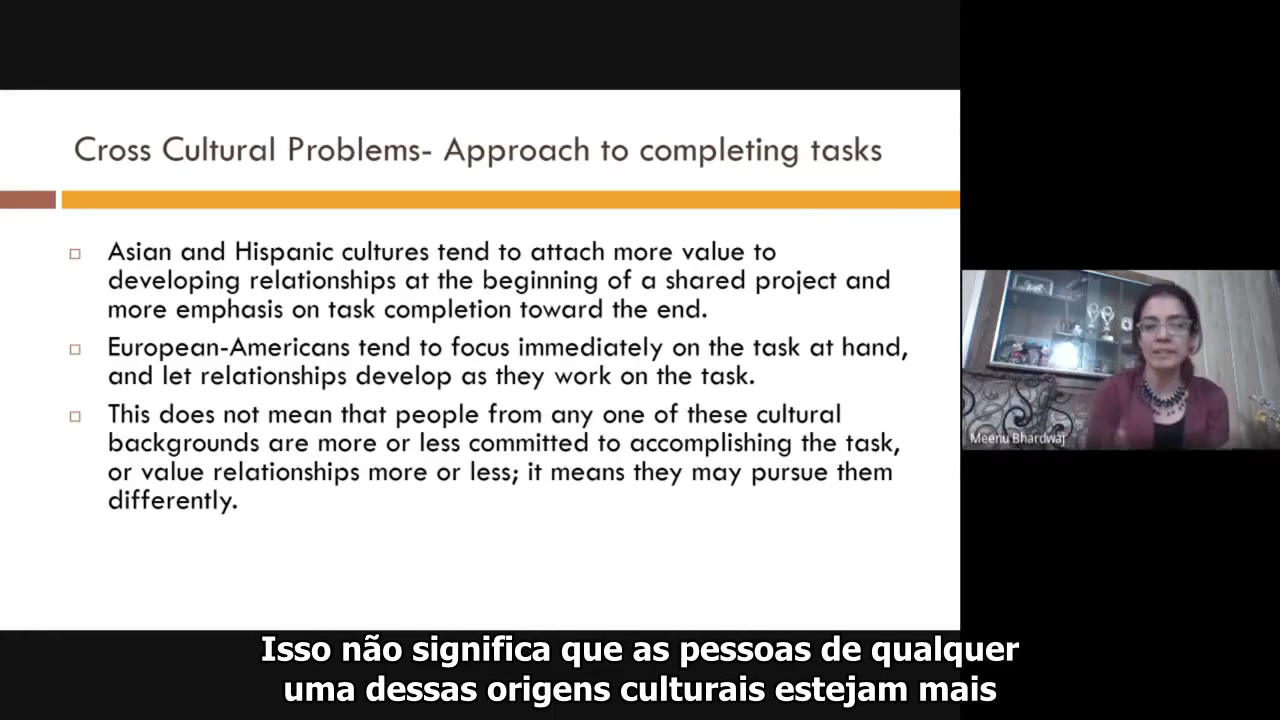 Cross Cultural Problems- Approach to completing tasks
Asian and Hispanic cultures tend to attach more value to
developing relationships at the beginning of a shared project and
more emphasis on task completion toward the end.
European-Americans tend to focus immediately on the task at hand,
and let relationships develop as they work on the task.
This does not mean that people from any one of these cultural
backgrounds are more or less committed to accomplishing the task,
or value relationships more or less; it means they may pursue them
differently.
Meenu Bhardwaj
Isso não significa que as pessoas de qualquer
uma dessas origens culturais estejam mais